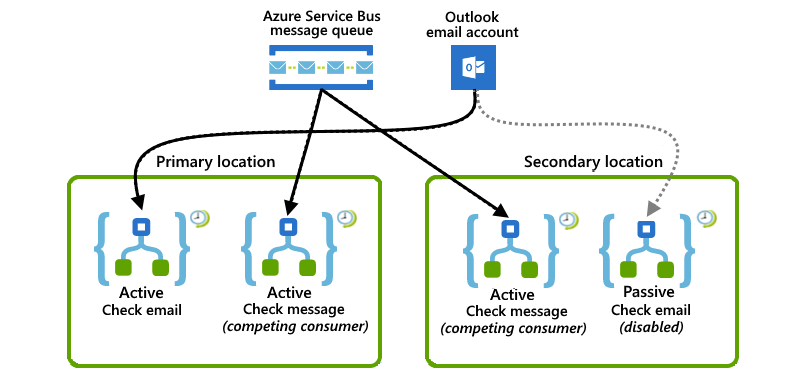 Azure Service Bus
message queue
Outlook
email account
Primary location
Secondary location
Active
Check email
Active
Check message
(competing consumer)
Active
Check message
(competing consumer)
Passive
Check email
(disabled)